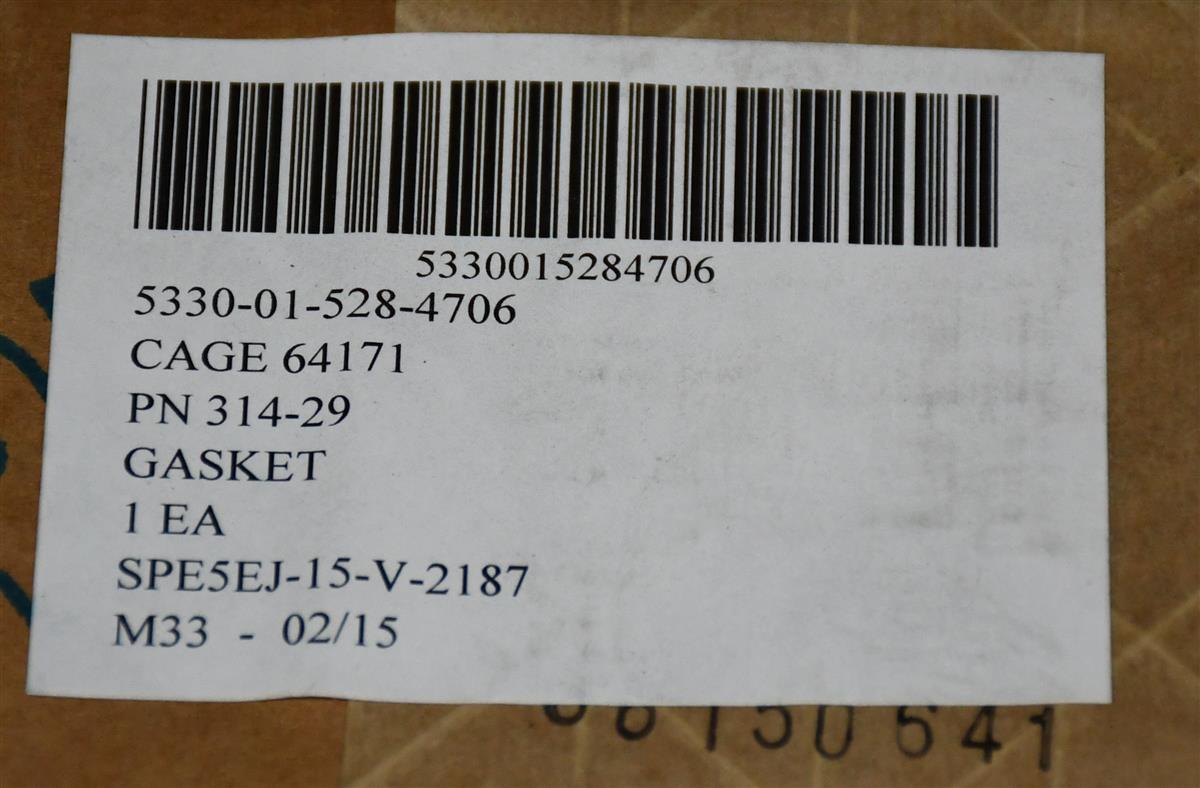 5330015284706
5330-01-528-4706
CAGE 64171
PN 314-29
GASKET
1 EA
SPE5EJ-15-V-2187
M33 - 02/15